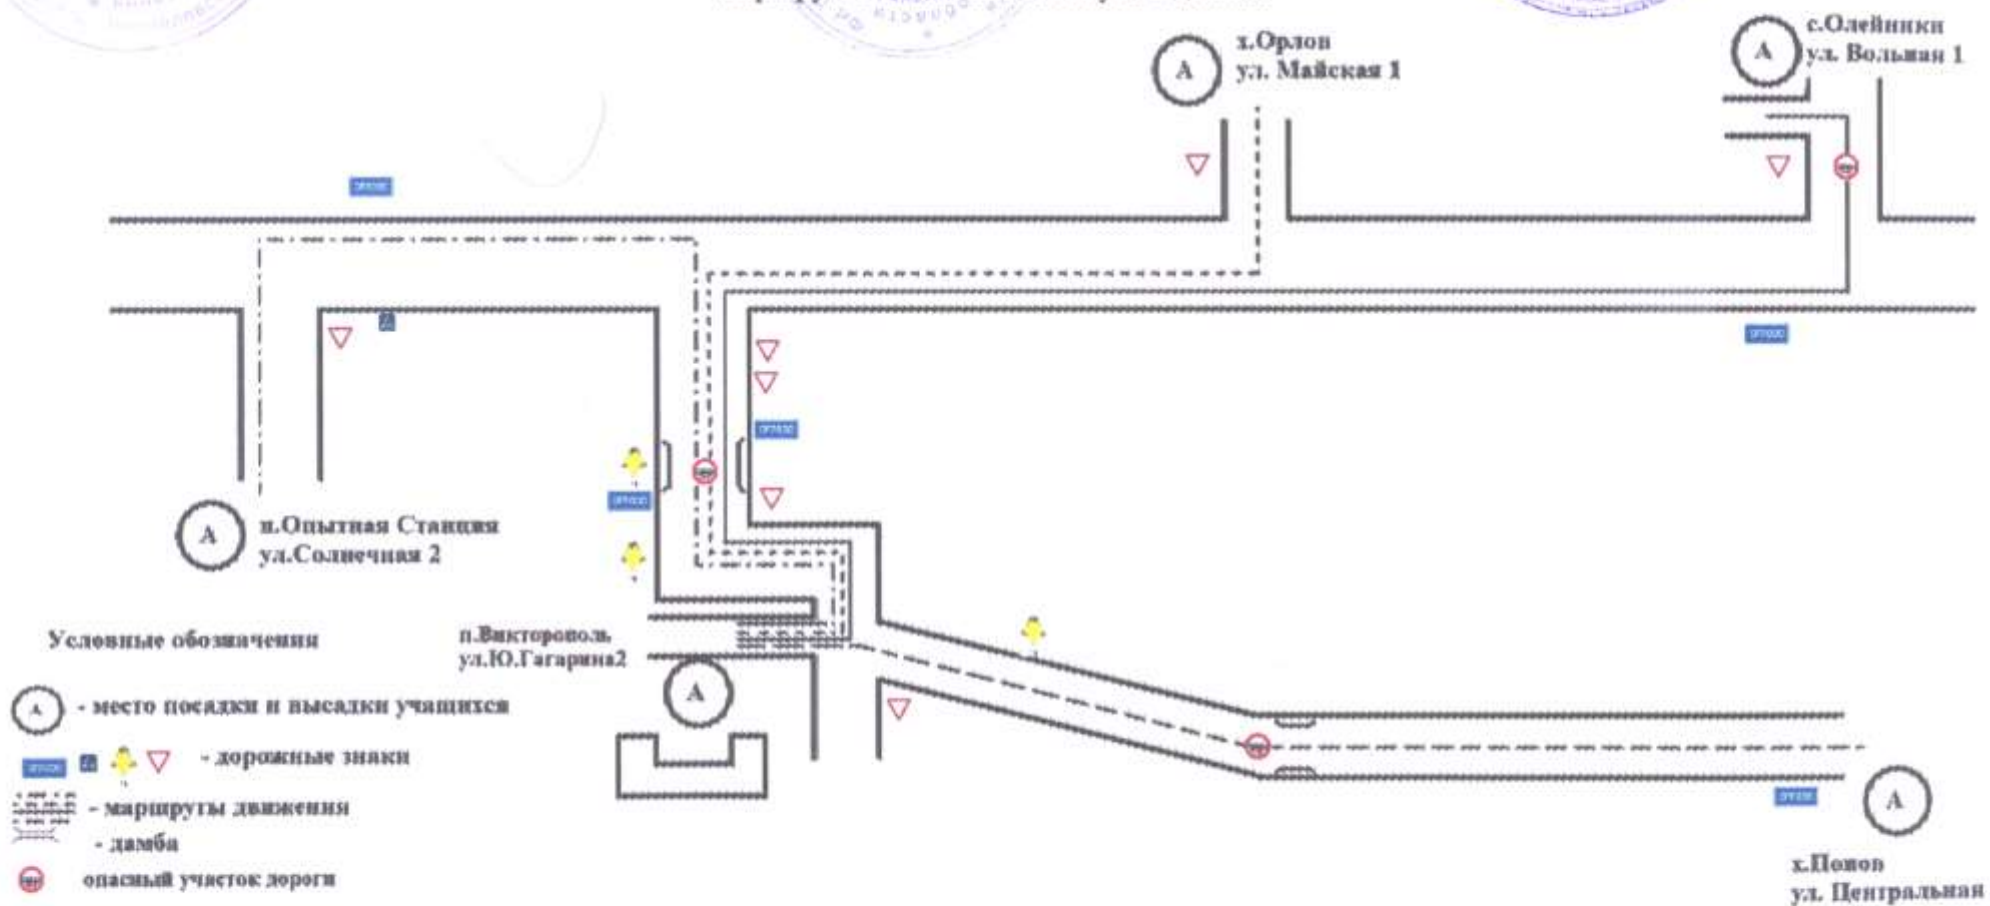 х.Орлов
ул. Майская 1
с.Олейники
ул. Вольная 1
А
А
А
п.Опытная Станция
ул.Солнечная 2
Условные обозначения
п.Викторополь
ул.Ю.Гагарина2
А
А
- место посадки и высадки учащихся
- дорожные знаки
- маршруты движения
- дамба
опасный участок дороги
А
х.Попов
ул. Центральная